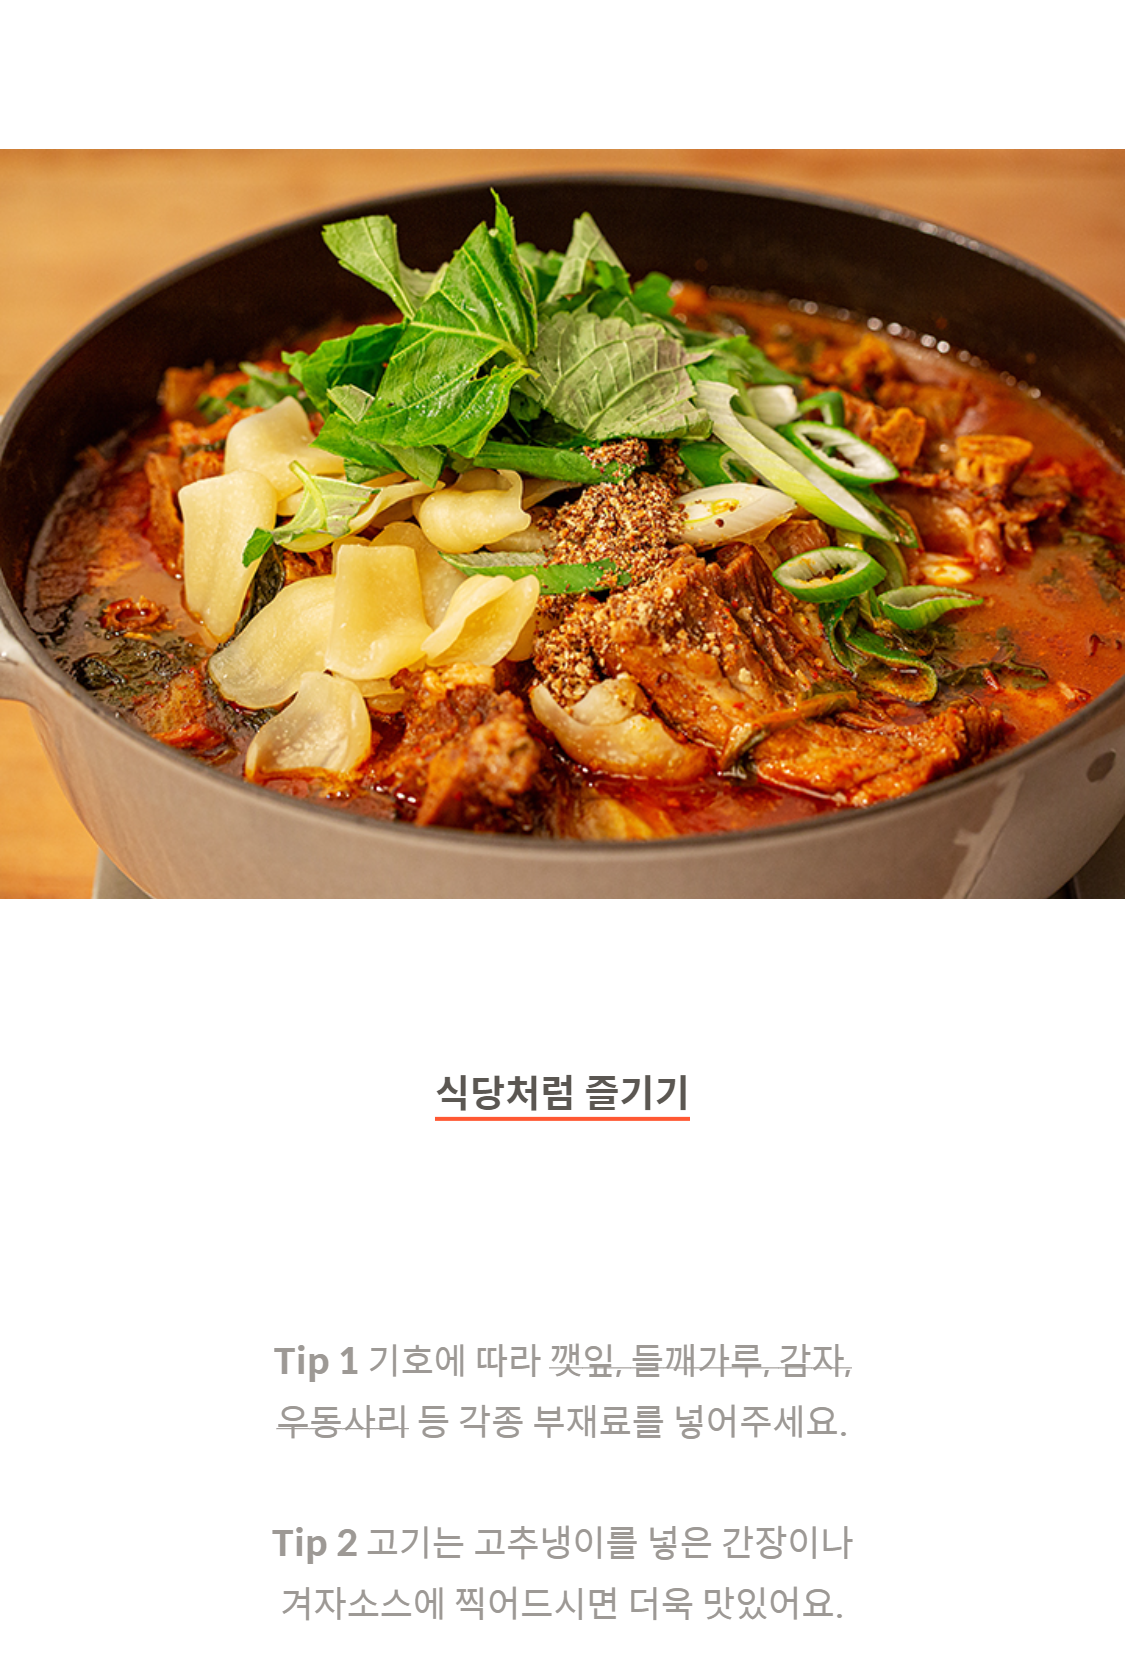 식당처럼 즐기기
Tip 1 기호에 따라 깻잎, 들깨가루, 감자,
우동사리 등 각종 부재료를 넣어주세요.
Tip 2 고기는 고추냉이를 넣은 간장이나
겨자소스에 찍어드시면 더욱 맛있어요.